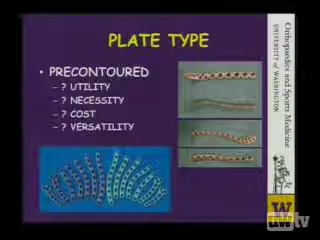 PLATE TYPE
• PRECONTOURED
– ? UTILITY
– ? NECESSITY
– ? COST
– ? VERSATILITY
Orthopaedics and Sports Medicine
UNIVERSITY of WASHINGTON
W
tv